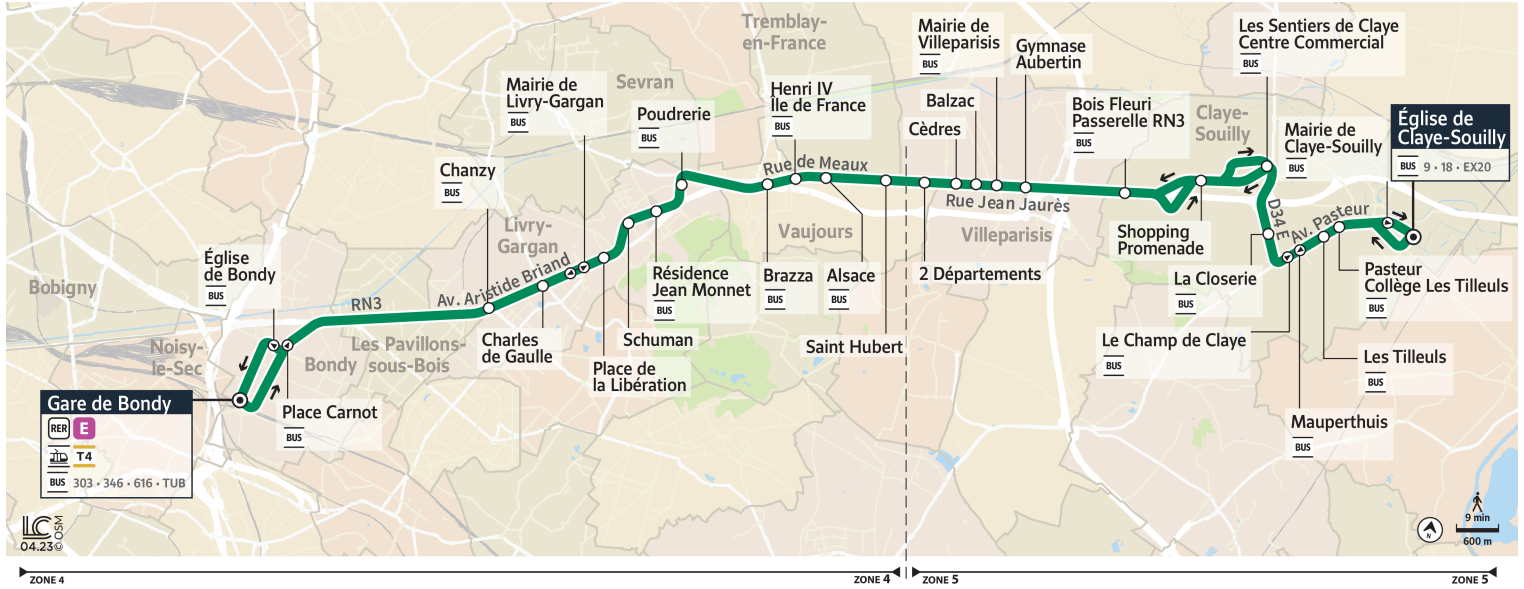 Tremblay-
en-France
Mairie de
Villeparisis
BUS
Gymnase
Aubertin
Les Sentiers de Claye
Centre Commercial
BUS
Sevran
Mairie de
Livry-Gargan
BUS
Poudrerie
BUS
Henri IV
Île de France
BUS
Balzac
Cèdres
Bois Fleuri
Passerelle RN3
BUS
Claye-
Souilly
Mairie de
Claye-Souilly
BUS
Église de
Claye-Souilly
BUS 9 • 18 • EX20
Chanzy
BUS
Rue de Meaux
Rue Jean Jaurès
D34E
Av. Pasteur
Livry-
Gargan
Vaujours
Villeparisis
Shopping
Promenade
Église
de Bondy
BUS
Bobigny
RN3
Av. Aristide Briand
Résidence
Jean Monnet
BUS
Brazza
BUS
Alsace
BUS
2 Départements
La Closerie
BUS
Pasteur
Collège Les Tilleuls
BUS
Noisy-
le-Sec
Bondy
Les Pavillons-
sous-Bois
Charles
de Gaulle
Schuman
Place de
la Libération
Saint Hubert
Le Champ de Claye
BUS
Les Tilleuls
BUS
Gare de Bondy
RER E
T4
BUS 303 • 346 • 616 • TUB
Place Carnot
BUS
Mauperthuis
BUS
LC
04.23
© OSM
N
9 min
600 m
ZONE 4
ZONE 4
ZONE 5
ZONE 5